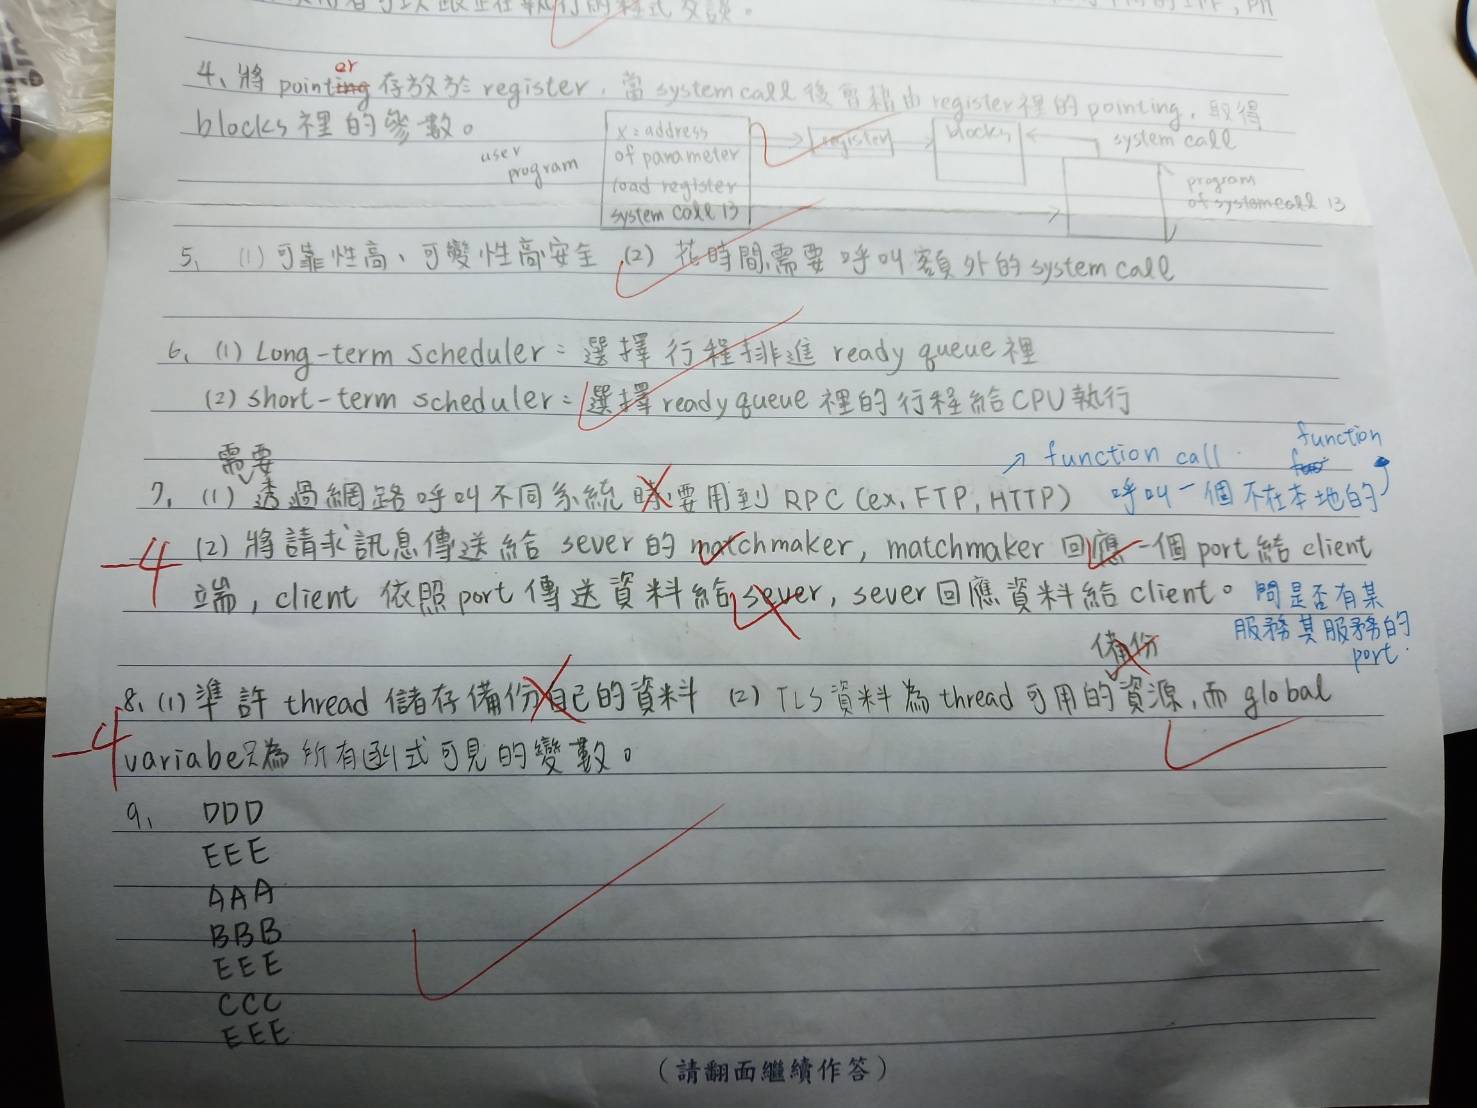 4、將 pointing 存放於 register，當 system call 後會藉由 register 裡的 pointing，取得
er
blocks 裡的參數。
user program
x: address
of parameter
load register
system call 13
register
blocks
system call
program
of system call 13
5、(1) 可靠性高、可變性高、安全 (2) 花時間，需要呼叫額外的 system call
6、(1) Long-term scheduler: 選擇行程排進 ready queue 裡
(2) short-term scheduler: 選擇 ready queue 裡的行程給 CPU 執行
→ function call
function
需要
7、(1) 透過網路呼叫不同系統時，要用到 RPC (ex, FTP, HTTP)
呼叫一個不在本地的
-4
(2) 將請求訊息傳送給 sever 的 matchmaker, matchmaker 回應一個 port 給 client
端, client 依照 port 傳送資料給 sever, sever 回應資料給 client。
問是否有某
服務其服務的
port.
備份
8、(1) 準許 thread 儲存備份自己的資料 (2) TLS 資料為 thread 可用的資源, 而 global
-4
為所有函式可見的變數。
9、 DDD
EEE
AAA
BBB
EEE
CCC
EEE
(請翻面繼續作答)